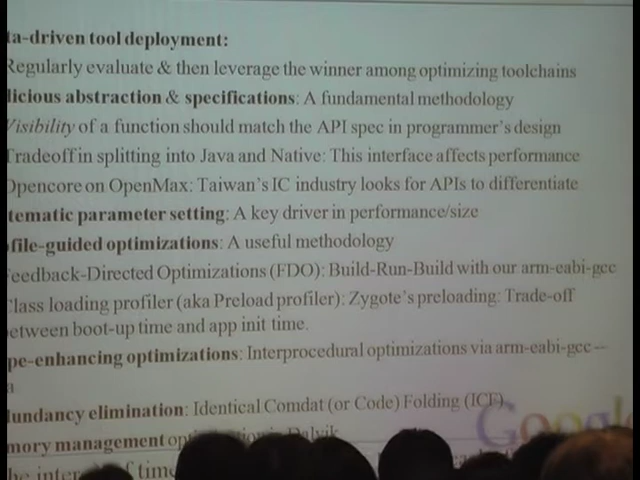 ta-driven tool deployment:
Regularly evaluate & then leverage the winner among optimizing toolchains
licious abstraction & specifications: A fundamental methodology
Visibility of a function should match the API spec in programmer's design
Tradeoff in splitting into Java and Native: This interface affects performance
Opencore on OpenMax: Taiwan's IC industry looks for APIs to differentiate
tematic parameter setting: A key driver in performance/size
file-guided optimizations: A useful methodology
Feedback-Directed Optimizations (FDO): Build-Run-Build with our arm-eabi-gcc
Class loading profiler (aka Preload profiler): Zygote's preloading: Trade-off
between boot-up time and app init time.
pe-enhancing optimizations: Interprocedural optimizations via arm-eabi-gcc –
a
dundancy elimination: Identical Comdat (or Code) Folding (ICF)
mory management Dalvik
Google
time